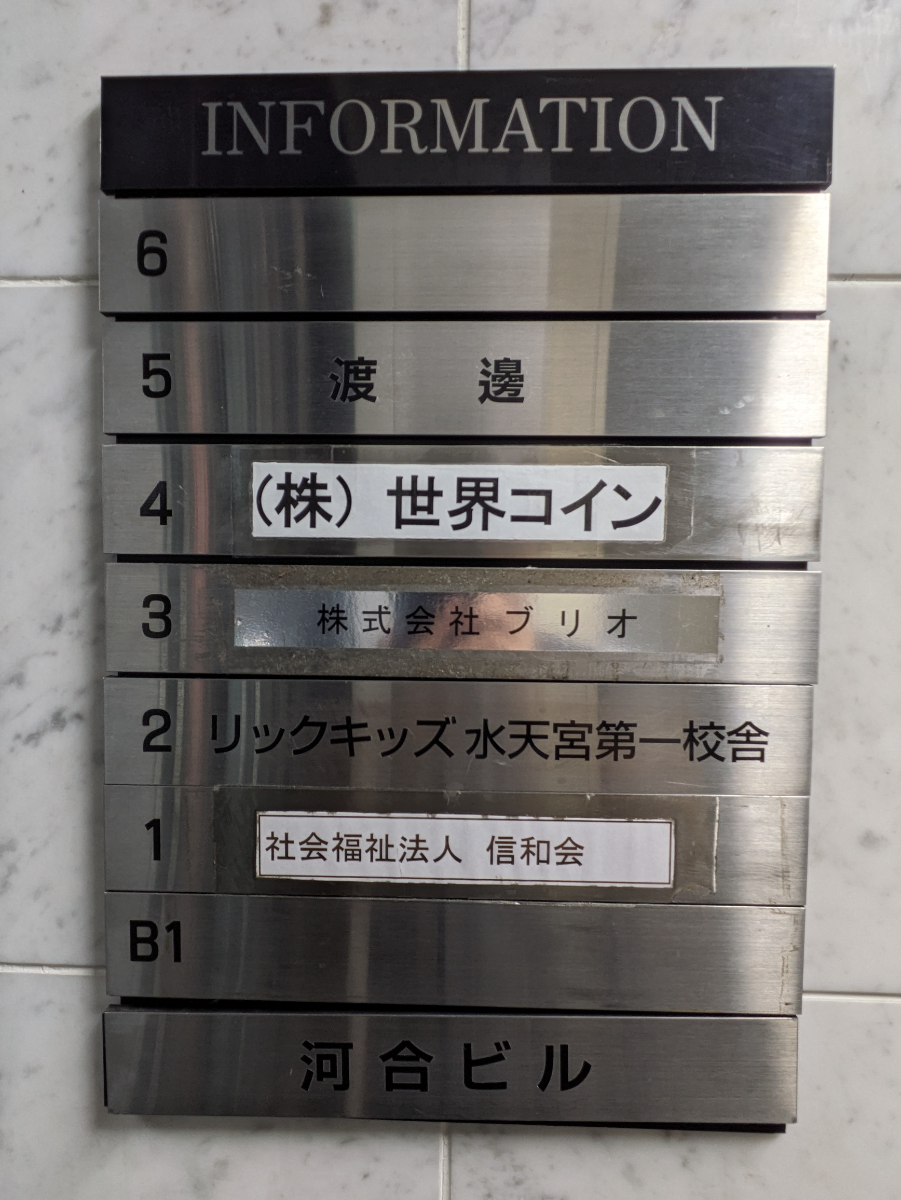 INFORMATION
6
5 渡邊
4 (株) 世界コイン
3 株式会社ブリオ
2 リックキッズ 水天宮第一校舎
1 社会福祉法人 信和会
B1
河合ビル